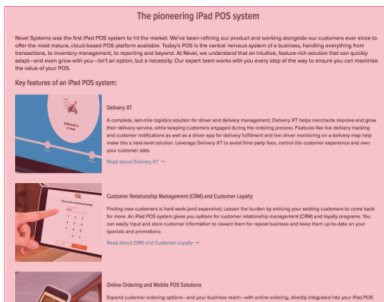 The pioneering iPad POS system
Revel Systems was the first iPad POS system to hit the market. We've been refining our product and working alongside our customers ever since to
offer the most mature, cloud-based POS platform available. Today's POS is the central nervous system of a business, handling everything from
transactions, to inventory management, to reporting and beyond. At Revel, we understand that an intuitive, feature-rich solution that can quickly
adapt—and even grow with you—isn't an option, but a necessity. Our expert team works with you every step of the way to ensure you can maximize
the value of your POS.
Key features of an iPad POS system:
Delivery XT
A complete, last-mile logistics solution for driver and delivery management, Delivery XT helps merchants improve and grow
their delivery service, while keeping customers engaged during the ordering process. Features like live delivery tracking
and customer notifications as well as a driver app for delivery fulfillment and live driver monitoring on a delivery map help
make this a next-level solution. Leverage Delivery XT to avoid third-party fees, control the customer experience and own
your customer data.
Read about Delivery XT →
Customer Relationship Management (CRM) and Customer Loyalty
Finding new customers is hard work (and expensive). Lessen the burden by enticing your existing customers to come back
for more. An iPad POS system gives you options for customer relationship management (CRM) and loyalty programs. You
can easily input and store customer information to reward them for repeat business and keep them up-to-date on your
specials and promotions.
Read about CRM and Customer Loyalty →
Online Ordering and Mobile POS Solutions
Expand customer ordering options—and your business reach—with online ordering, directly integrated into your iPad POS